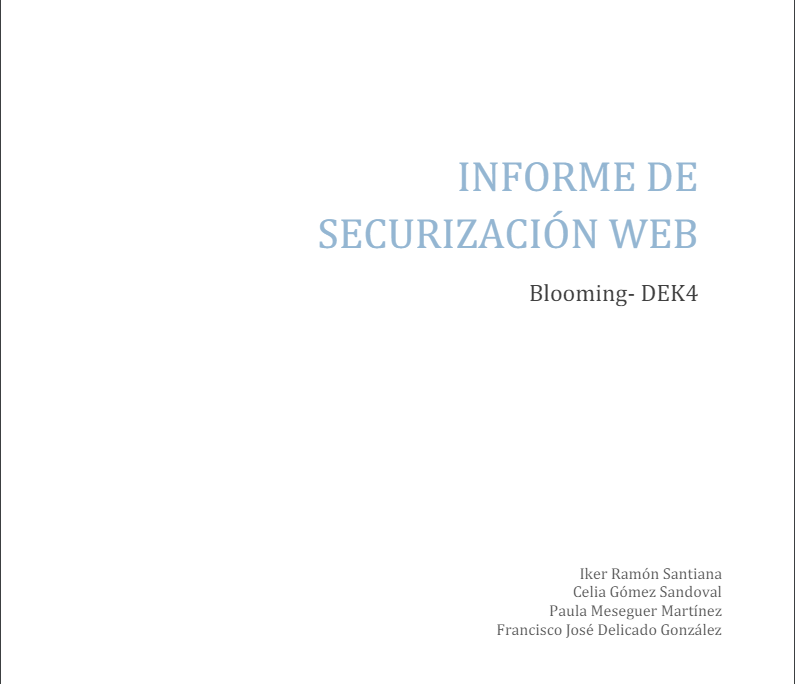 INFORME DE
SECURIZACIÓN WEB
Blooming- DEK4
Iker Ramón Santiana
Celia Gómez Sandoval
Paula Meseguer Martínez
Francisco José Delicado González